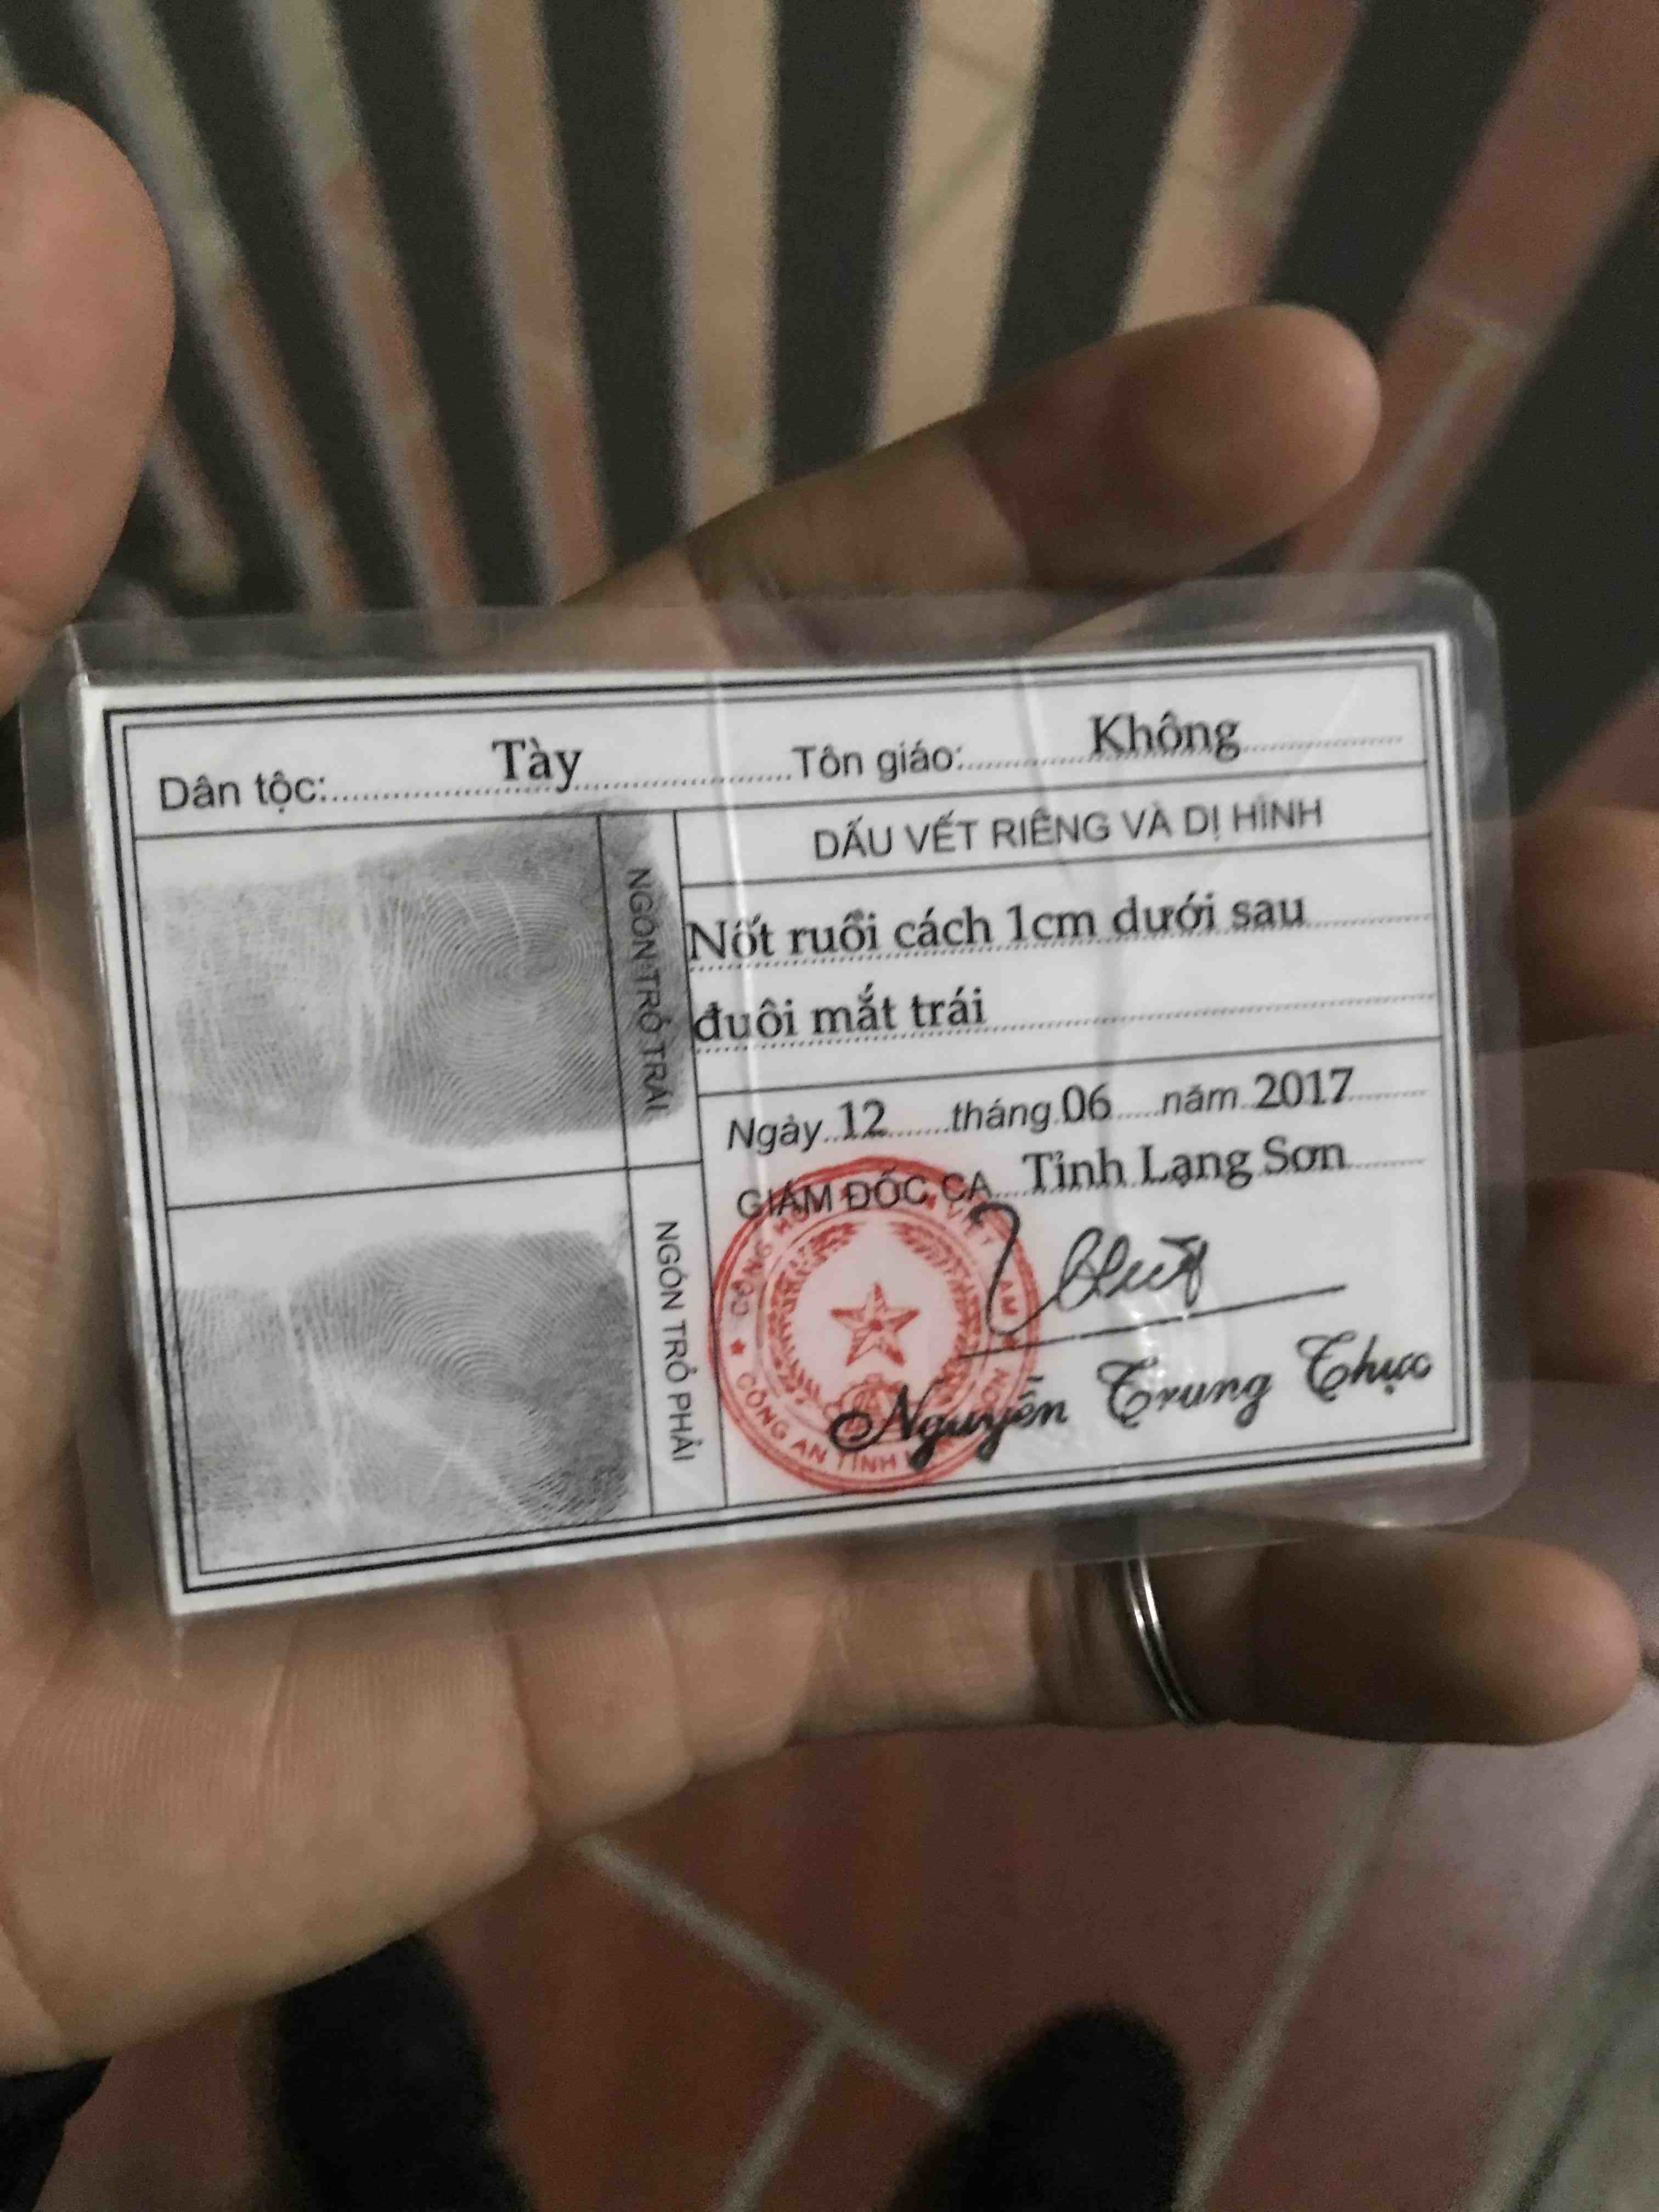 Dân tộc: Tày Tôn giáo: Không
NGÓN TRỎ TRÁI
DẤU VẾT RIÊNG VÀ DỊ HÌNH
Nốt ruồi cách 1cm dưới sau
đuôi mắt trái
Ngày 12 tháng 06 năm 2017
GIÁM ĐỐC CA Tỉnh Lạng Sơn
NGÓN TRỎ PHẢI
CÔNG AN TỈNH
Nguyễn Trung Thực